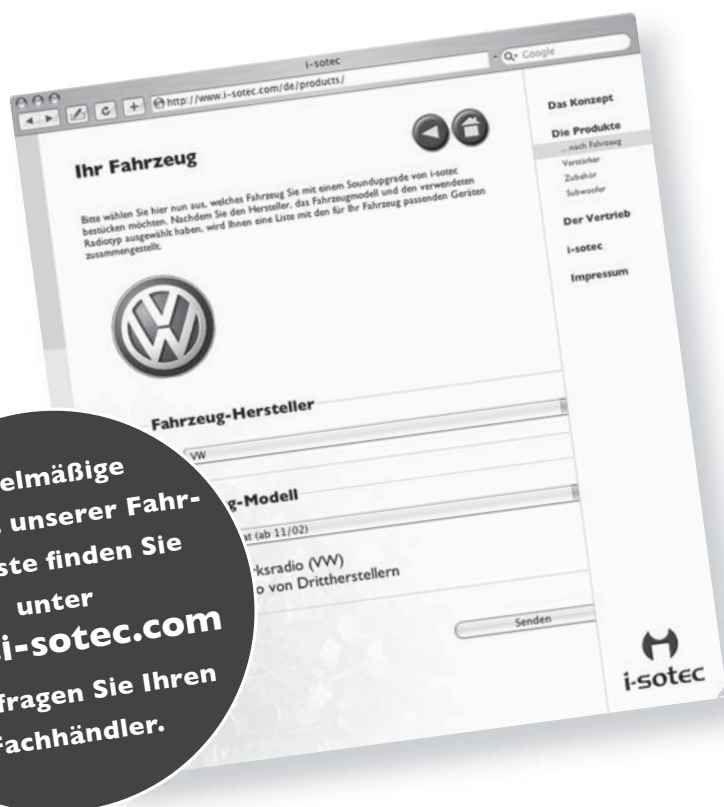 i-sotec
http://www.i-sotec.com/de/products/
Google
Ihr Fahrzeug
Bitte wählen Sie hier nun aus, welches Fahrzeug Sie mit einem Soundupgrade von i-sotec
bestücken möchten. Nachdem Sie den Hersteller, das Fahrzeugmodell und den verwendeten
Radiotyp ausgewählt haben, wird Ihnen eine Liste mit den für Ihr Fahrzeug passenden Geräten
zusammengestellt.
VW
Fahrzeug-Hersteller
VW
g-Modell
at (ab 11/02)
ksradio (VW)
o von Drittherstellern
Senden
Das Konzept
Die Produkte
...nach Fahrzeug
Verstärker
Zubehör
Subwoofer
Der Vertrieb
i-sotec
Impressum
i-sotec
elmäßige
unserer Fahr-
ste finden Sie
unter
i-sotec.com
fragen Sie Ihren
Fachhändler.